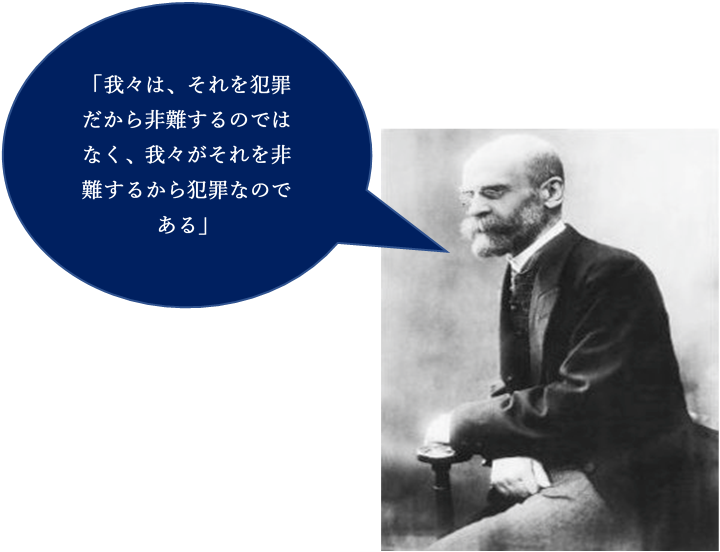 「我々は、それを犯罪
だから非難するのでは
なく、我々がそれを非
難するから犯罪なので
ある」